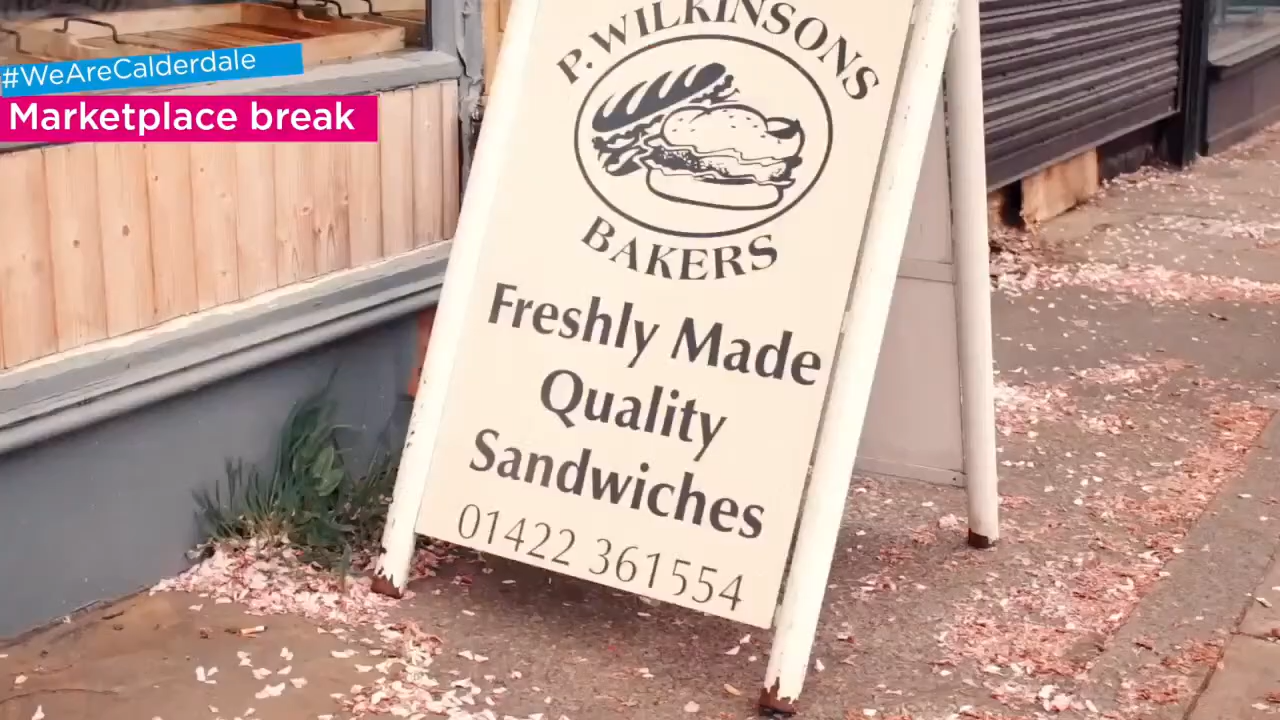 #WeAreCalderdale
Marketplace break
P. WILKINSONS
BAKERS
Freshly Made
Quality
Sandwiches
01422 361554